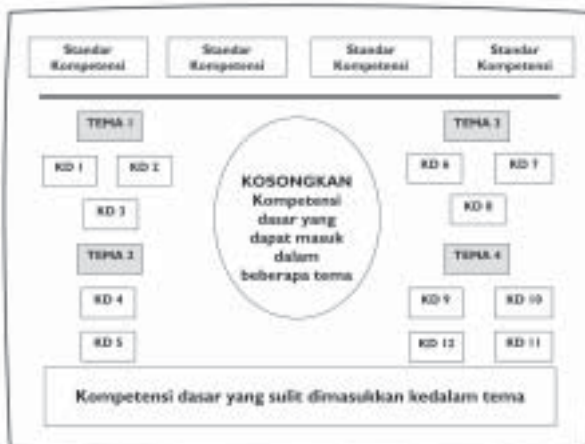 Standar
Kompetensi
Standar
Kompetensi
Standar
Kompetensi
Standar
Kompetensi
TEMA 1
KD 1
KD 2
KD 3
TEMA 2
KD 4
KD 5
KOSONGKAN
Kompetensi
dasar yang
dapat masuk
dalam
beberapa tema
TEMA 3
KD 6
KD 7
KD 8
TEMA 4
KD 9
KD 10
KD 12
KD 11
Kompetensi dasar yang sulit dimasukkan kedalam tema